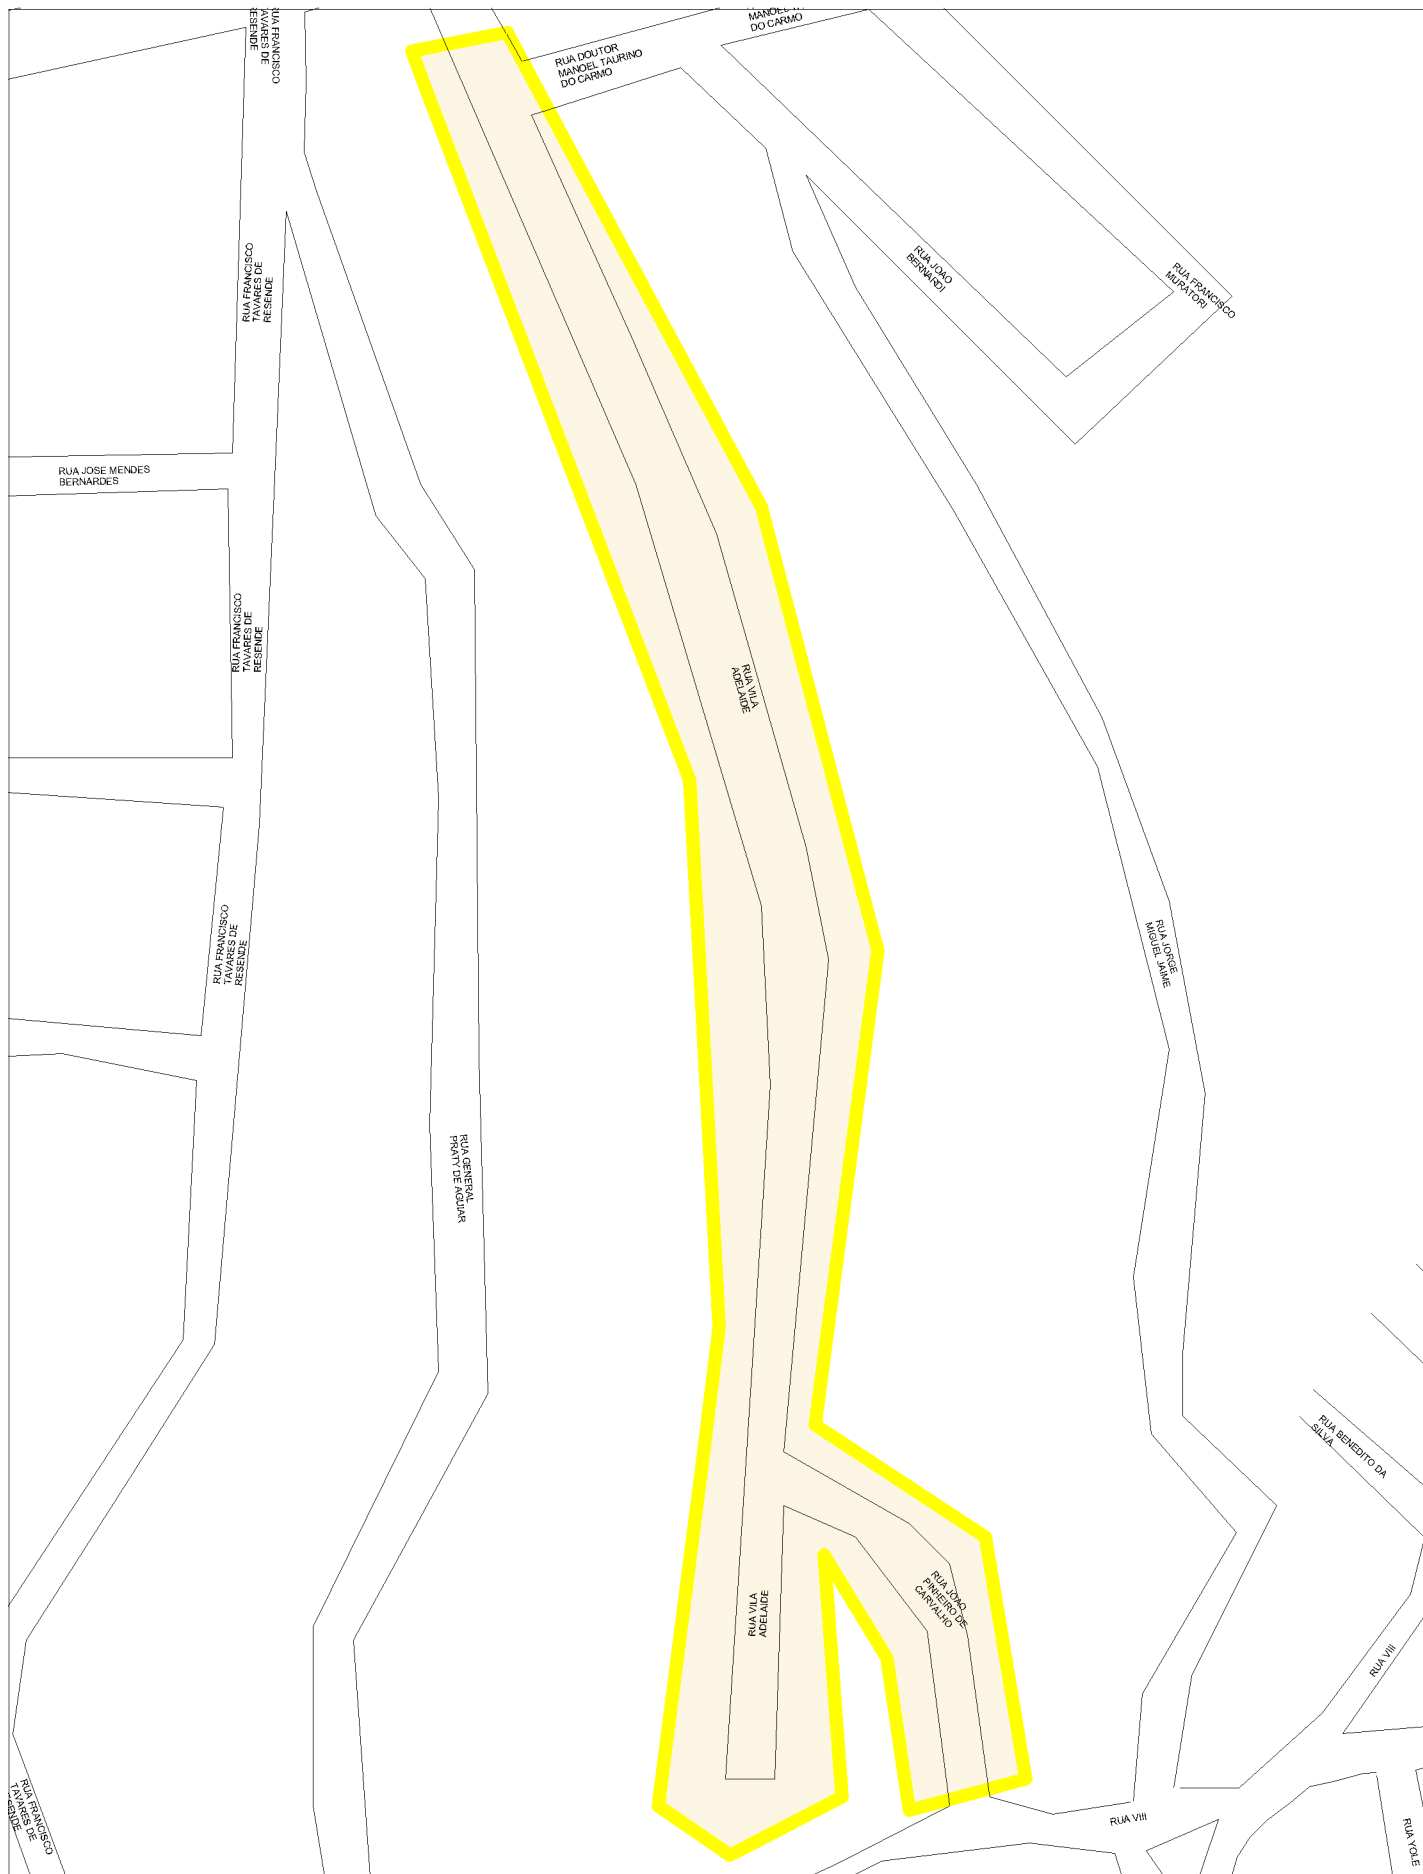 RUA FRANCISCO
TAVARES DE
RESENDE
MANOEL
DO CARMO
RUA DOUTOR
MANOEL TAURINO
DO CARMO
RUA FRANCISCO
TAVARES DE
RESENDE
RUA JOAO
BERNARDI
RUA FRANCISCO
MURATORI
RUA JOSE MENDES
BERNARDES
RUA FRANCISCO
TAVARES DE
RESENDE
RUA VILA
ADELAIDE
RUA FRANCISCO
TAVARES DE
RESENDE
RUA JORGE
MIGUEL JAIME
RUA GENERAL
PRATY DE AGUIAR
RUA BENEDITO DA
SILVA
RUA VILA
ADELAIDE
RUA JOAO
PINHEIRO DE
CARVALHO
RUA VIII
RUA FRANCISCO
TAVARES DE
RUA VIII
RUA